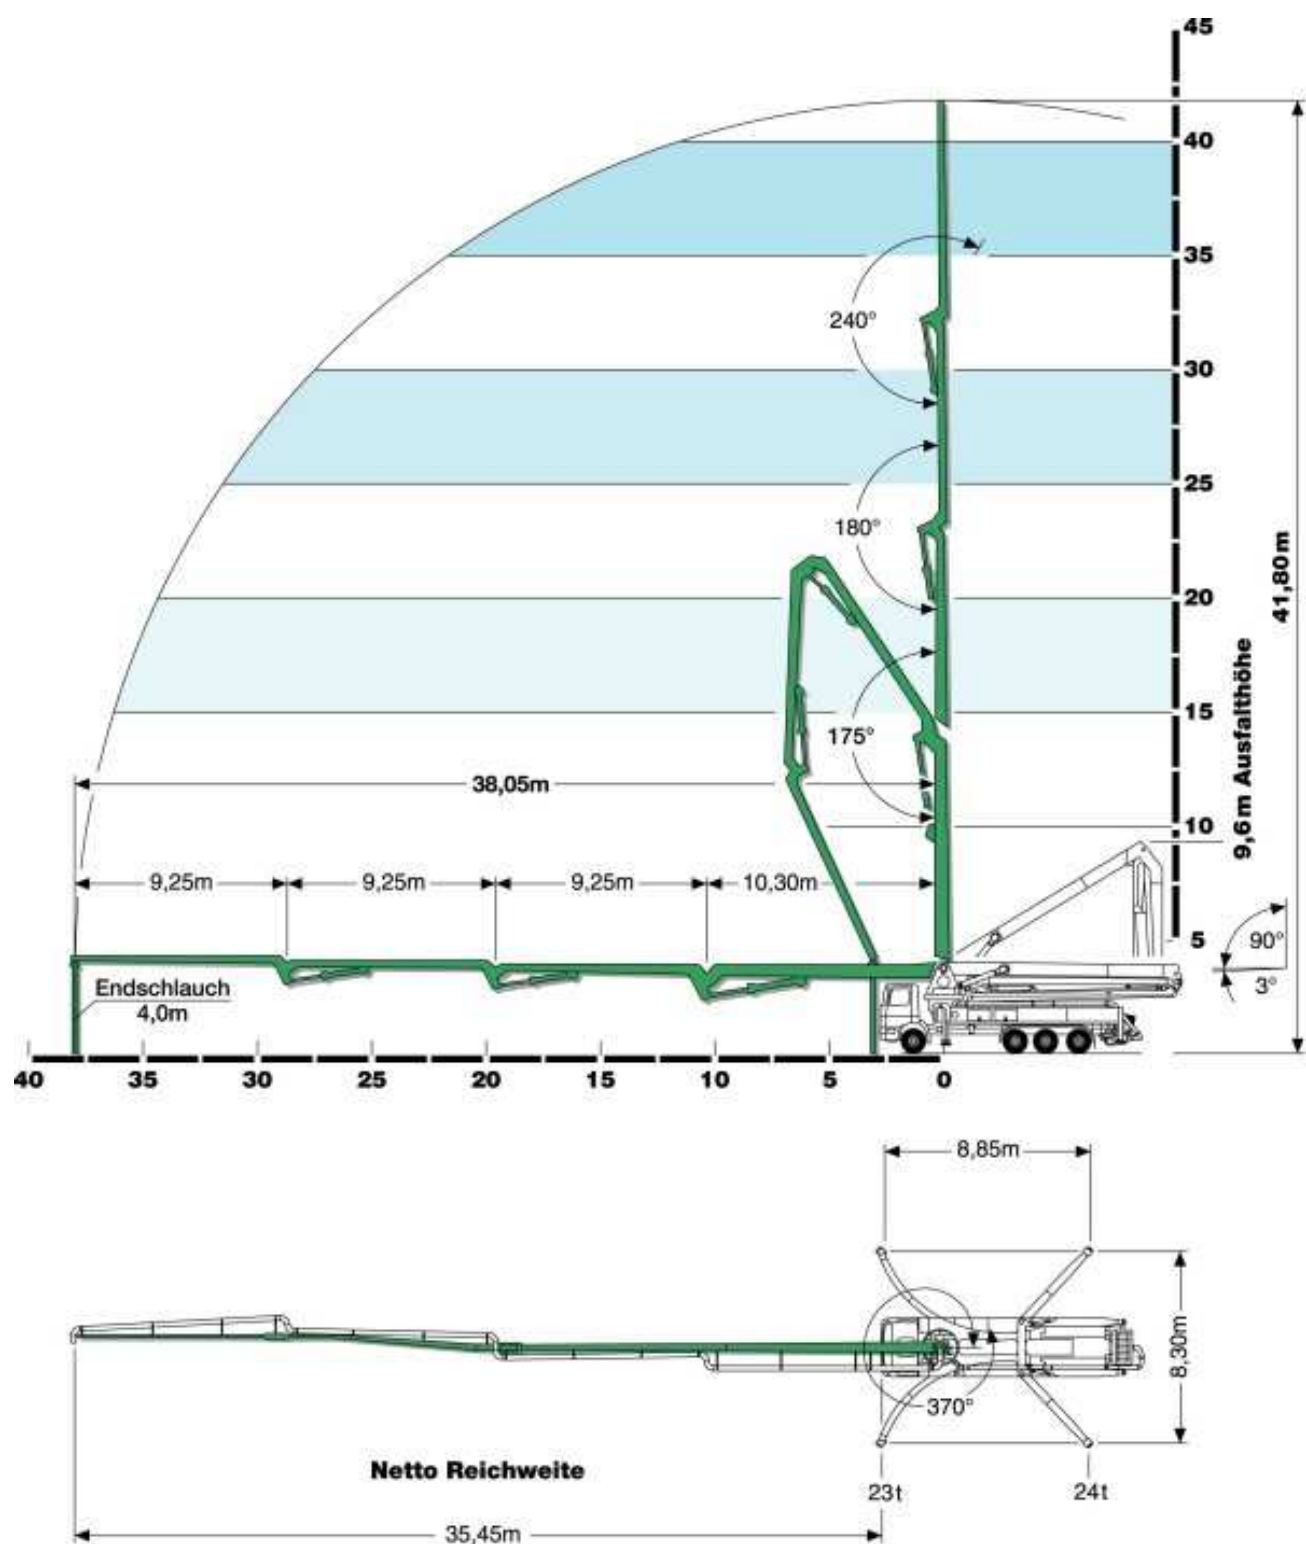 45
40
35
240°
30
25
180°
20
41,80m
15
175°
9,6m Ausfalthöhe
38,05m
10
9,25m
9,25m
9,25m
10,30m
5
90°
3°
Endschlauch
4,0m
40 35 30 25 20 15 10 5 0
8,85m
8,30m
370°
Netto Reichweite
23t
24t
35,45m